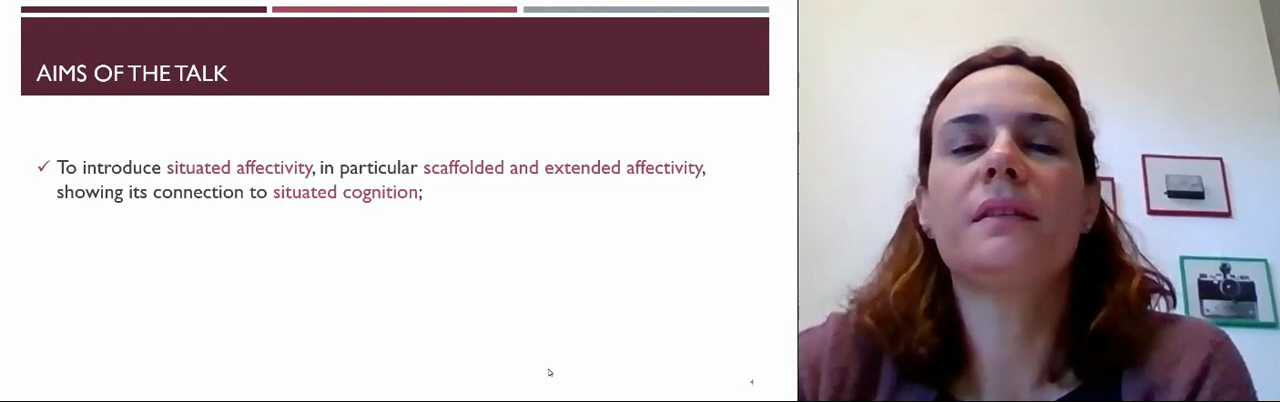 AIMS OF THE TALK
✓ To introduce situated affectivity, in particular scaffolded and extended affectivity,
showing its connection to situated cognition;
4